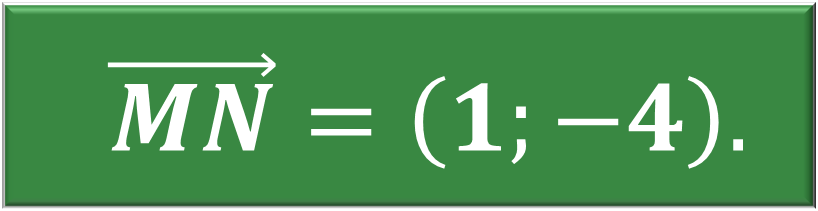 $\overrightarrow{MN} = (1; -4).$